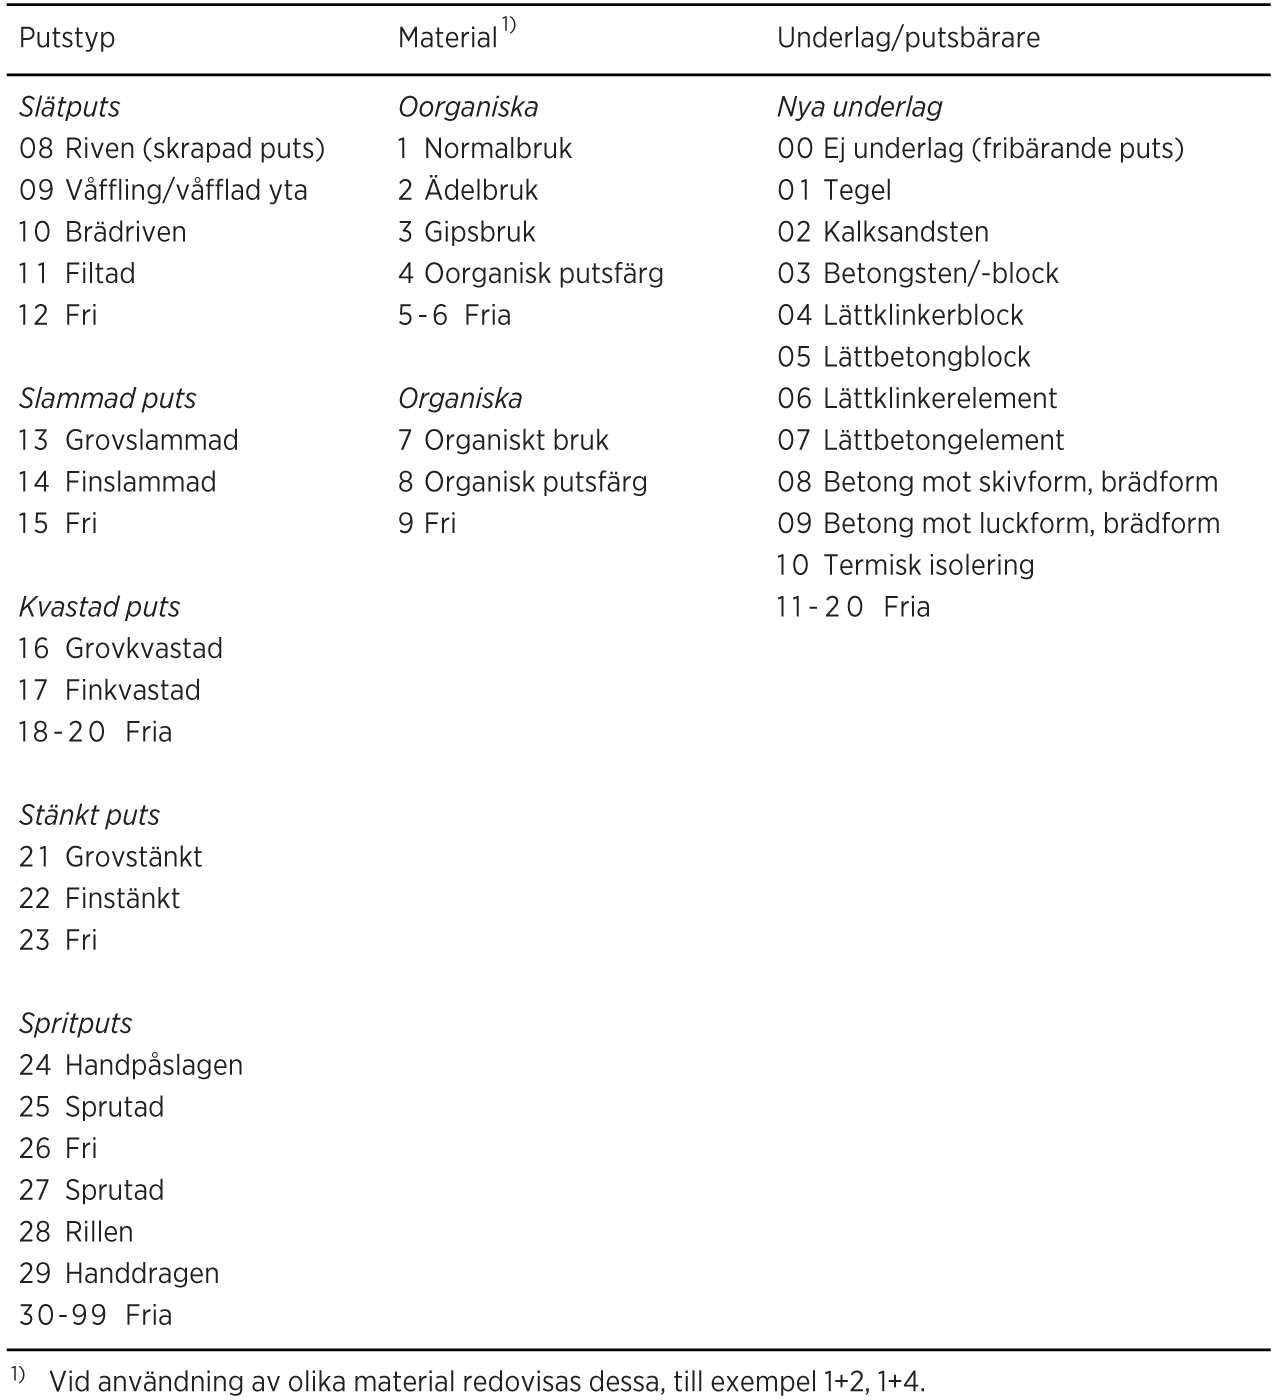 Putstyp
Material 1)
Underlag/putsbärare
Slätputs
08 Riven (skrapad puts)
09 Våffling/våfflad yta
10 Brädriven
11 Filtad
12 Fri
Slammad puts
13 Grovslammad
14 Finslammad
15 Fri
Kvastad puts
16 Grovkvastad
17 Finkvastad
18-20 Fria
Stänkt puts
21 Grovstänkt
22 Finstänkt
23 Fri
Spritputs
24 Handpåslagen
25 Sprutad
26 Fri
27 Sprutad
28 Rillen
29 Handdragen
30-99 Fria
Oorganiska
1 Normalbruk
2 Ädelbruk
3 Gipsbruk
4 Oorganisk putsfärg
5-6 Fria
Organiska
7 Organiskt bruk
8 Organisk putsfärg
9 Fri
Nya underlag
00 Ej underlag (fribärande puts)
01 Tegel
02 Kalksandsten
03 Betongsten/-block
04 Lättklinkerblock
05 Lättbetongblock
06 Lättklinkerelement
07 Lättbetongelement
08 Betong mot skivform, brädform
09 Betong mot luckform, brädform
10 Termisk isolering
11-20 Fria
1) Vid användning av olika material redovisas dessa, till exempel 1+2, 1+4.